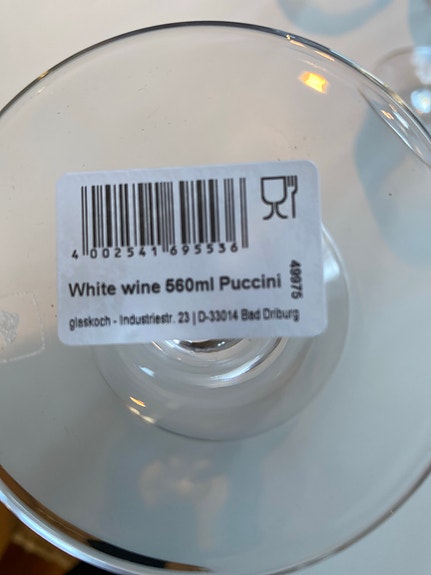 4 002541 695536
White wine 560ml Puccini
49975
glaskoch - Industriestr. 23 | D-33014 Bad Driburg